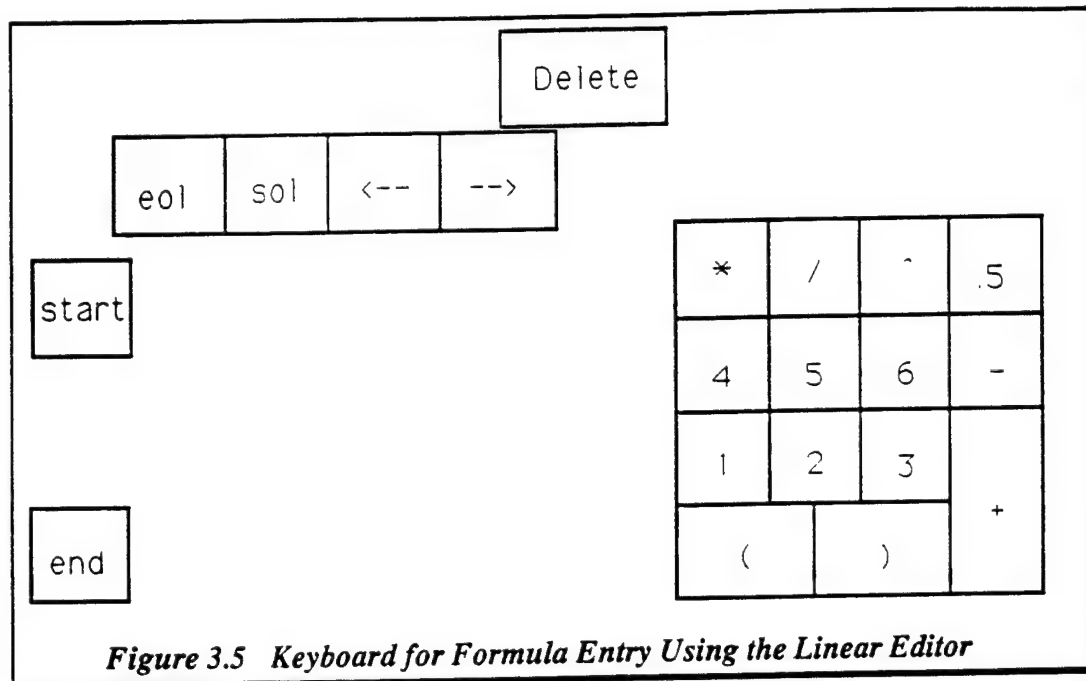 Delete
eol sol <-- -->
* / ^ .5
start
4 5 6 -
1 2 3
+
( )
end
Figure 3.5 Keyboard for Formula Entry Using the Linear Editor